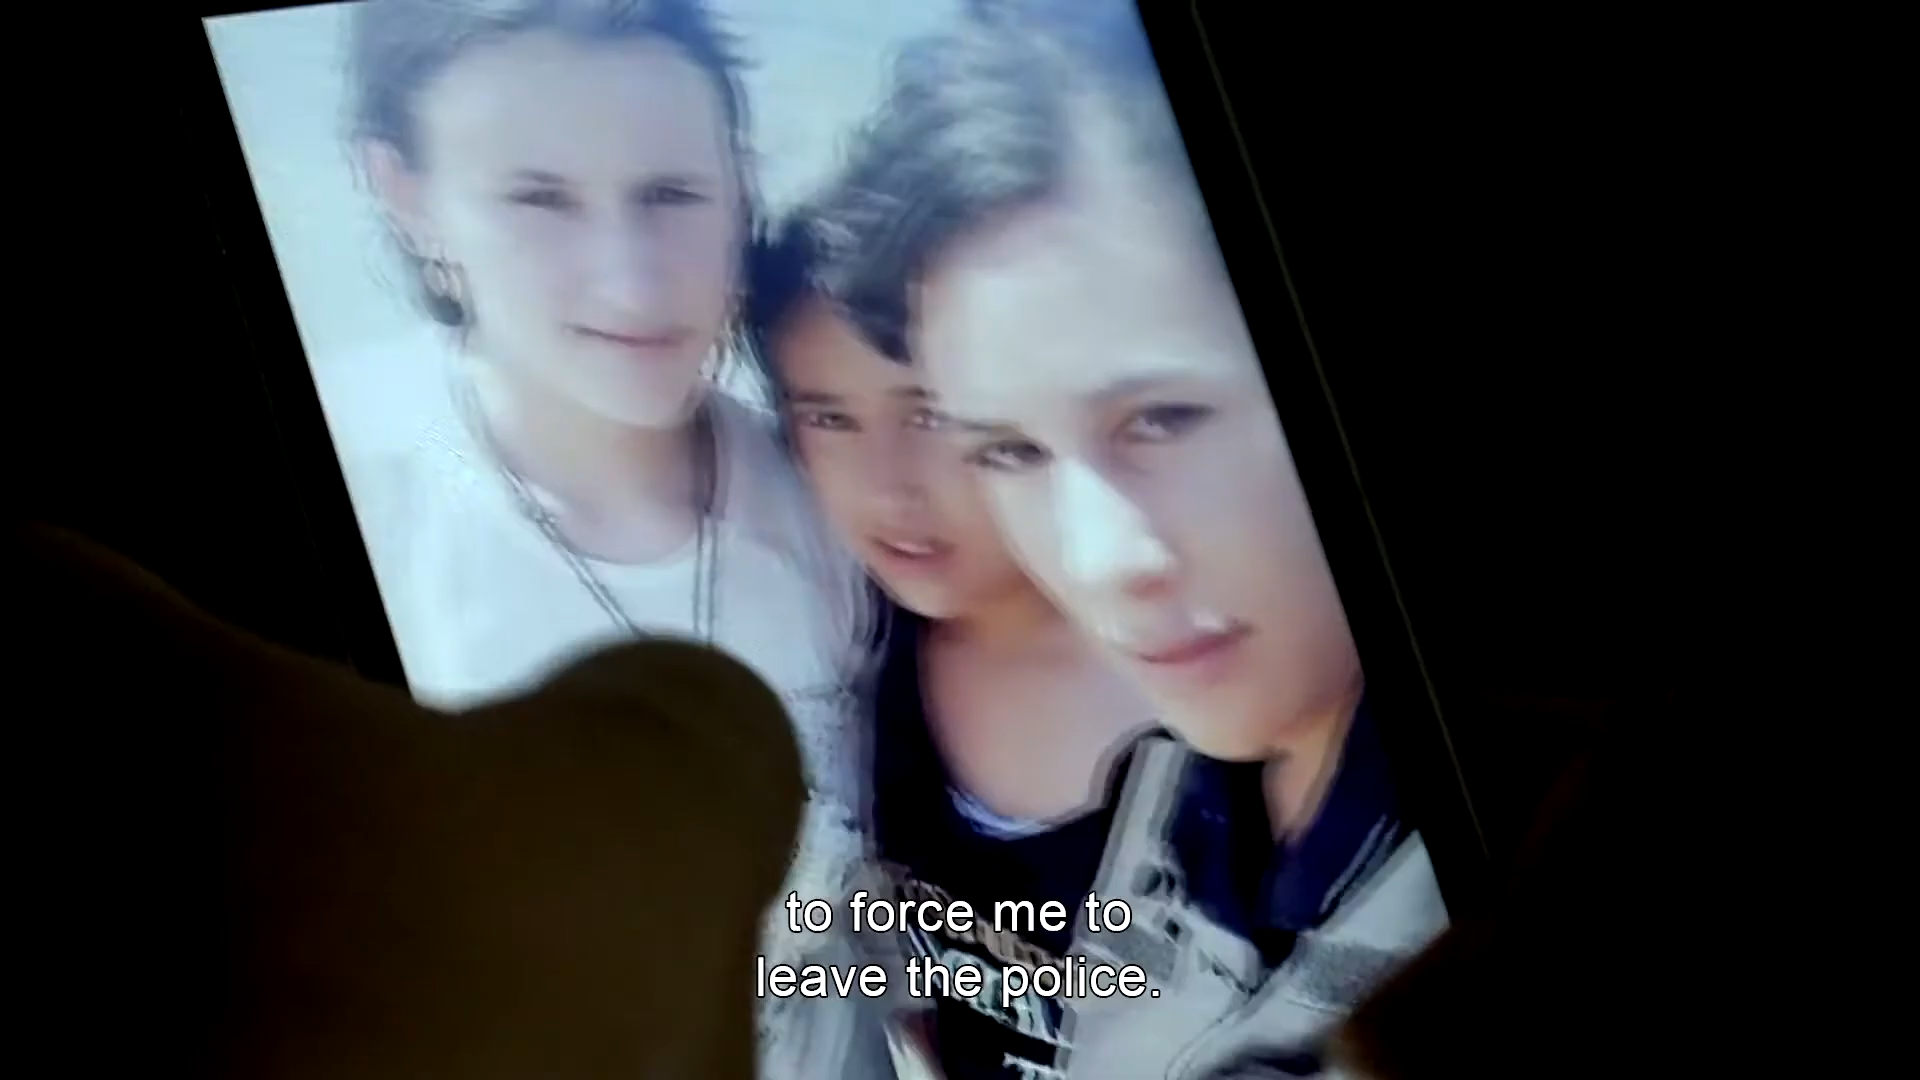 to force me to
leave the police.